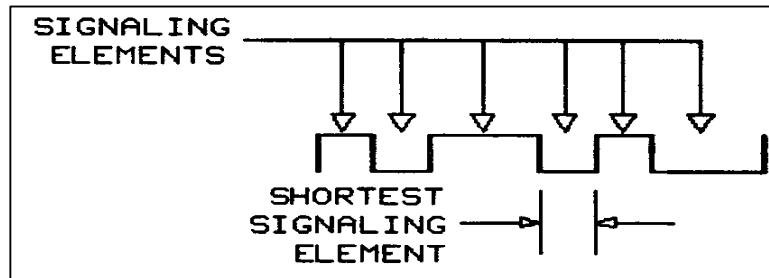 SIGNALING
ELEMENTS
SHORTEST
SIGNALING
ELEMENT